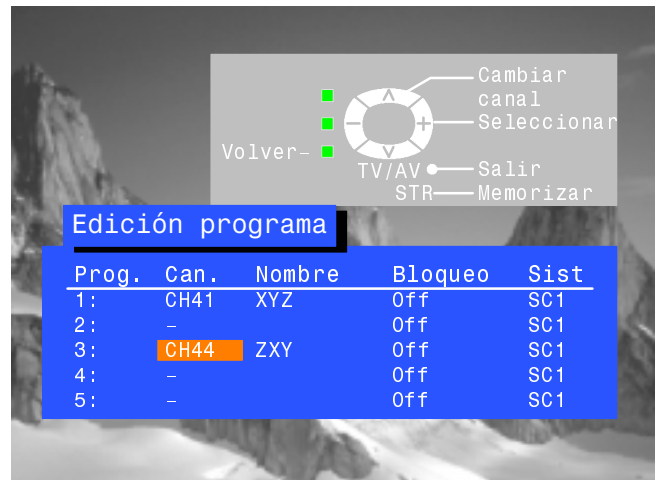 Cambiar
canal
Seleccionar
Volver–
TV/AV Salir
STR Memorizar
Edición programa
Prog. Can. Nombre Bloqueo Sist
1: CH41 XYZ Off SC1
2: – Off SC1
3: CH44 ZXY Off SC1
4: – Off SC1
5: – Off SC1